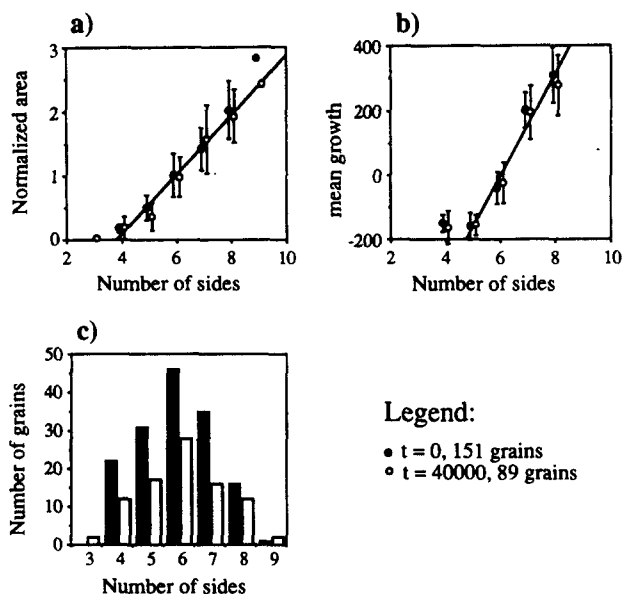 a)
Normalized area
3
2
1
0
2 4 6 8 10
Number of sides
b)
mean growth
400
200
0
-200
2 4 6 8 10
Number of sides
c)
Number of grains
50
40
30
20
10
0
3 4 5 6 7 8 9
Number of sides
Legend:
● t = 0, 151 grains
○ t = 40000, 89 grains